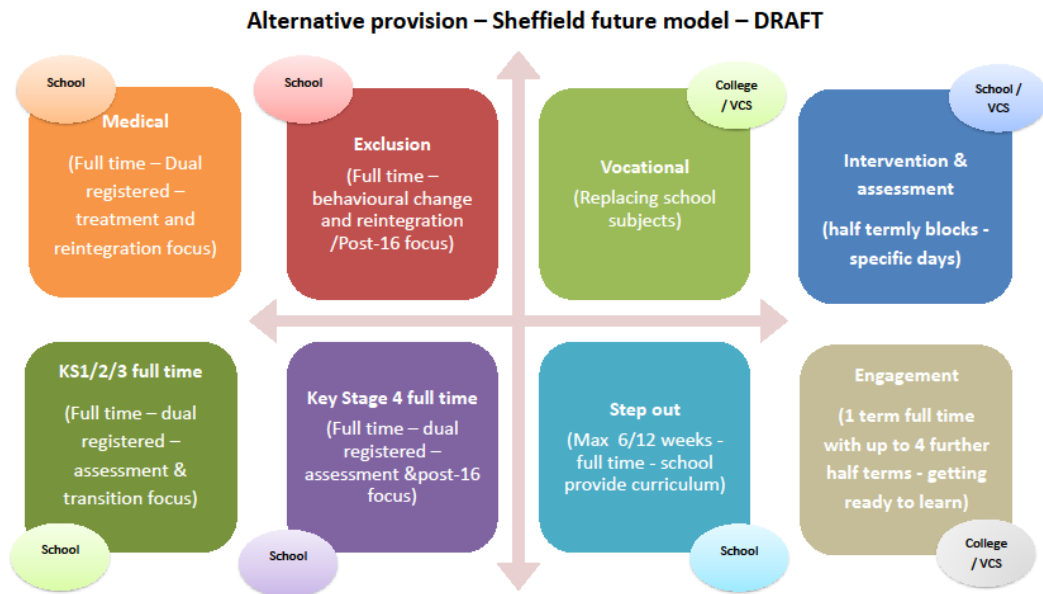 Alternative provision – Sheffield future model – DRAFT
School
Medical
(Full time – Dual
registered –
treatment and
reintegration focus)
School
Exclusion
(Full time –
behavioural change
and reintegration
/Post-16 focus)
College
/ VCS
Vocational
(Replacing school
subjects)
School /
VCS
Intervention &
assessment
(half termly blocks -
specific days)
KS1/2/3 full time
(Full time – dual
registered –
assessment &
transition focus)
School
Key Stage 4 full time
(Full time – dual
registered –
assessment &post-16
focus)
School
Step out
(Max  6/12 weeks -
full time - school
provide curriculum)
School
Engagement
(1 term full time
with up to 4 further
half terms - getting
ready to learn)
College
/ VCS